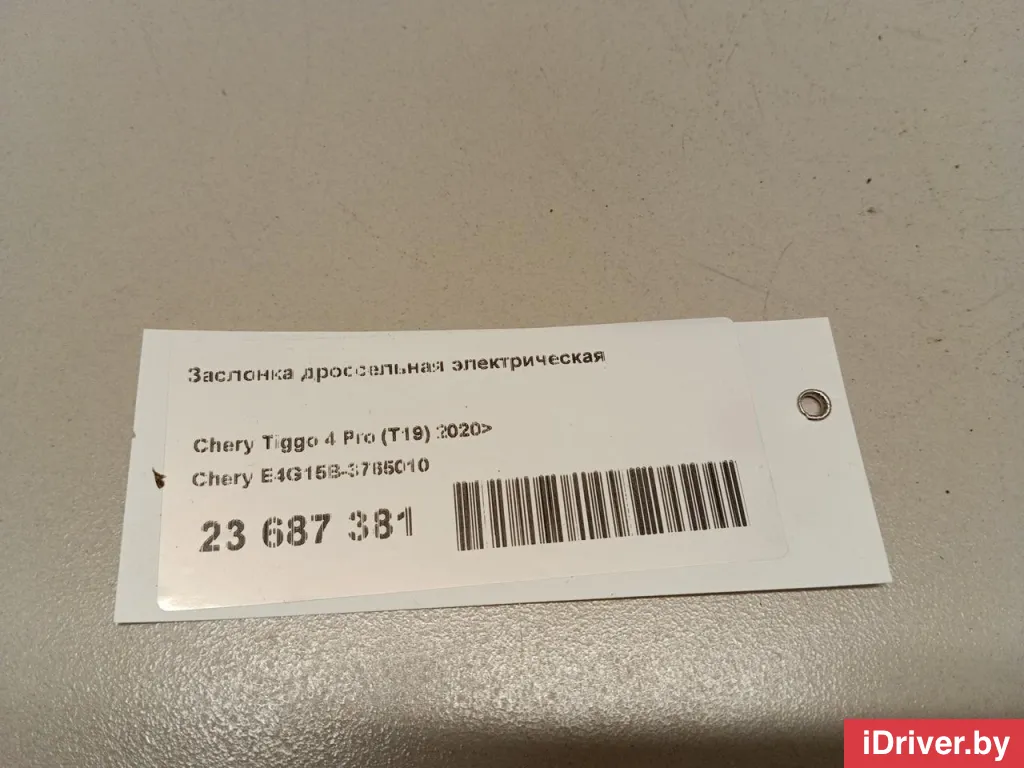 Заслонка дроссельная электрическая
Chery Tiggo 4 Pro (T19) 2020>
Chery E4G15B-3765010
23 687 381
iDriver.by